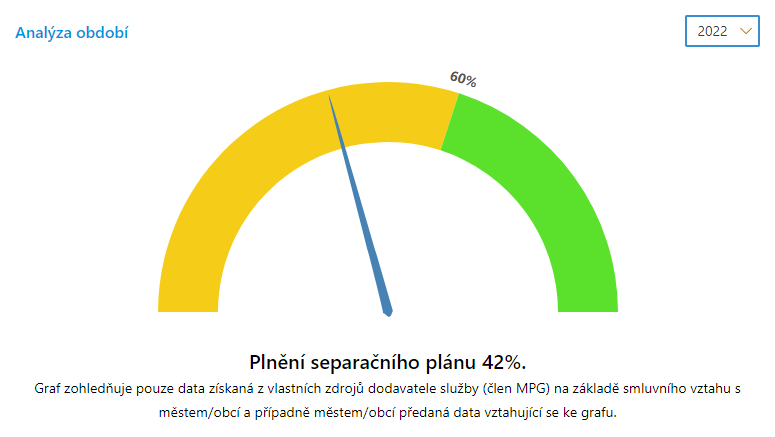 Analýza období
2022
60%
Plnění separačního plánu 42%.
Graf zohledňuje pouze data získaná z vlastních zdrojů dodavatele služby (člen MPG) na základě smluvního vztahu s
městem/obcí a případně městem/obcí předaná data vztahující se ke grafu.